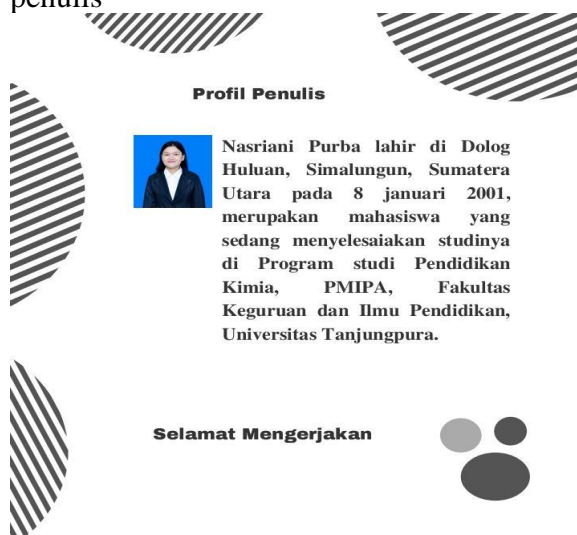 penulis
Profil Penulis
Nasriani Purba lahir di Dolog
Huluan, Simalungun, Sumatera
Utara pada 8 januari 2001,
merupakan mahasiswa yang
sedang menyelesaiakan studinya
di Program studi Pendidikan
Kimia, PMIPA, Fakultas
Keguruan dan Ilmu Pendidikan,
Universitas Tanjungpura.
Selamat Mengerjakan